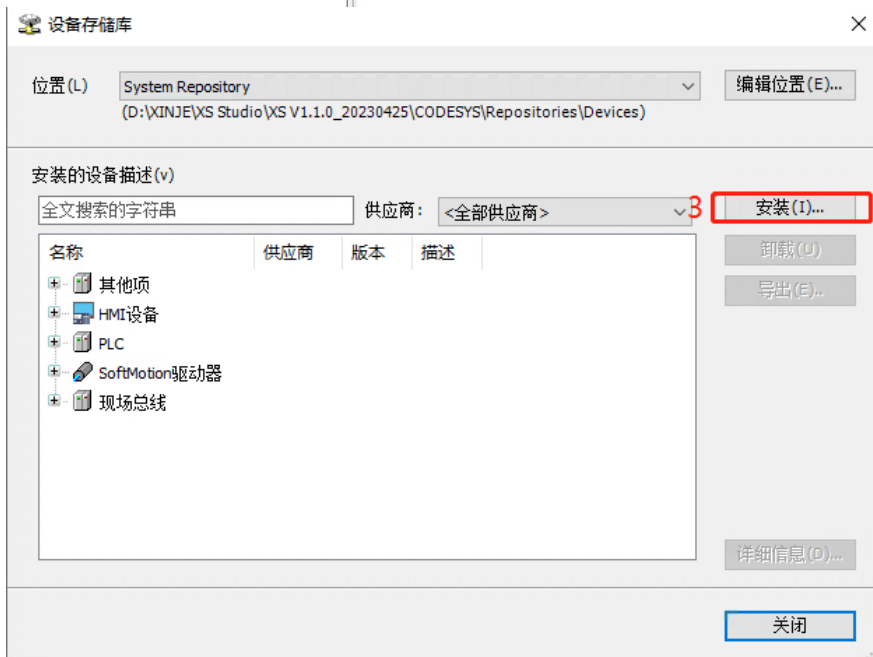 设备存储库
位置(L)
System Repository
编辑位置(E)...
(D:\XINJE\XS Studio\XS V1.1.0_20230425\CODESYS\Repositories\Devices)
安装的设备描述(v)
全文搜索的字符串
供应商:
<全部供应商>
3
安装(I)...
名称
供应商
版本
描述
卸载(U)
其他项
导出(E)..
HMI设备
PLC
SoftMotion驱动器
现场总线
详细信息(D)...
关闭